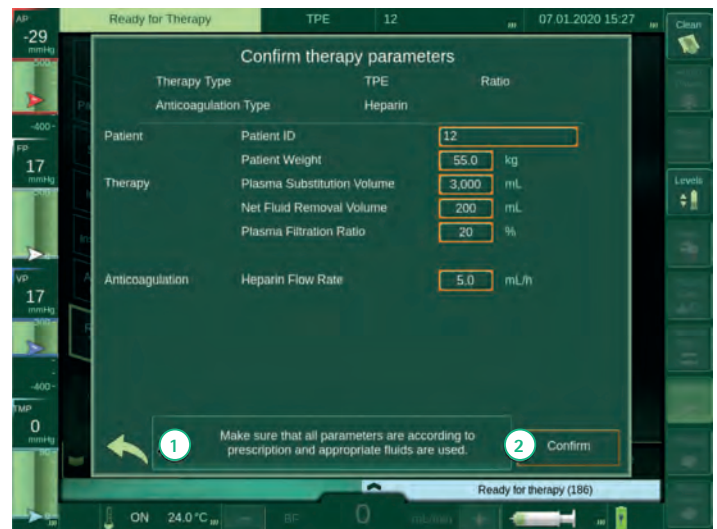 AP
-29
mmHg
Ready for Therapy TPE 12 07.01.2020 15:27
Clean
Confirm therapy parameters
Therapy Type TPE Ratio
Anticoagulation Type Heparin
-400-
Patient Patient ID 12
FP
17
mmHg
Patient Weight 55.0 kg
Therapy Plasma Substitution Volume 3,000 mL
Levels
Net Fluid Removal Volume 200 mL
Plasma Filtration Ratio 20 %
VP
17
mmHg
Anticoagulation Heparin Flow Rate 5.0 mL/h
-400-
TMP
0
mmHg
1 Make sure that all parameters are according to
prescription and appropriate fluids are used.
2 Confirm
Ready for therapy (186)
ON 24.0 °C BF 0 mL/min